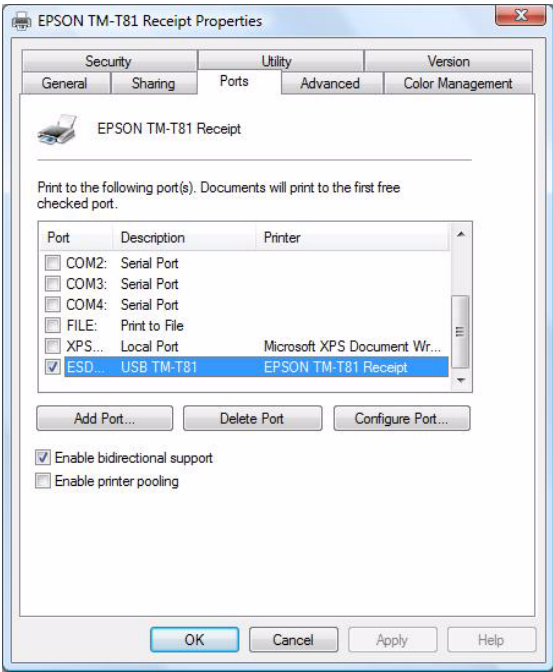 EPSON TM-T81 Receipt Properties
Security Utility Version
General Sharing Ports Advanced Color Management
EPSON TM-T81 Receipt
Print to the following port(s). Documents will print to the first free
checked port.
Port Description Printer
COM2: Serial Port
COM3: Serial Port
COM4: Serial Port
FILE: Print to File
XPS... Local Port Microsoft XPS Document Wr...
ESD... USB TM-T81 EPSON TM-T81 Receipt
Add Port... Delete Port Configure Port...
Enable bidirectional support
Enable printer pooling
OK Cancel Apply Help